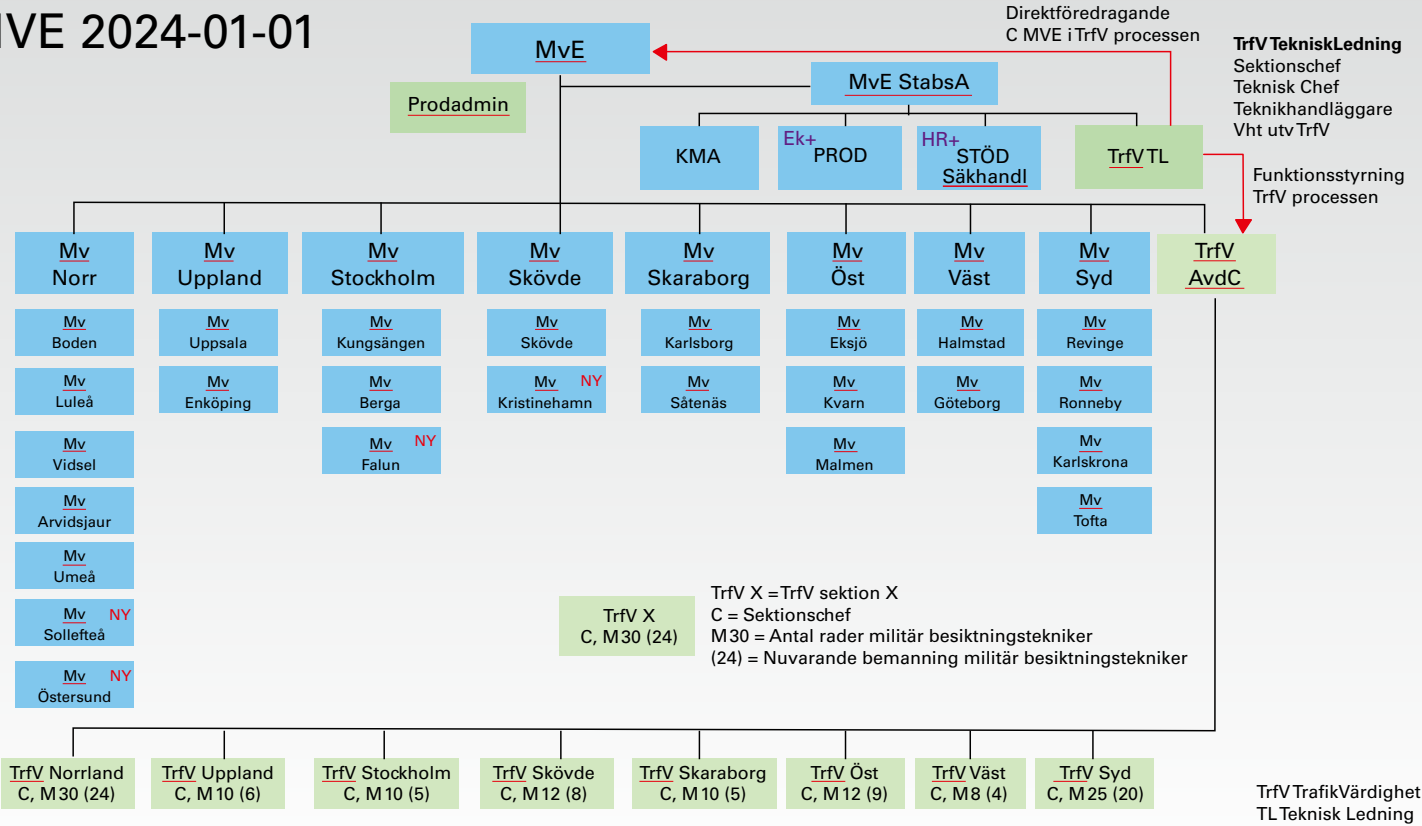 MVE 2024-01-01
Direktföredragande
C MVE i TrfV processen
TrfV TekniskLedning
Sektionschef
Teknisk Chef
Teknikhandläggare
Vht utv TrfV
MvE
Prodadmin
MvE StabsA
KMA
Ek+
PROD
HR+
STÖD
Säkhandl
TrfV TL
Funktionsstyrning
TrfV processen
Mv
Norr
Mv
Uppland
Mv
Stockholm
Mv
Skövde
Mv
Skaraborg
Mv
Öst
Mv
Väst
Mv
Syd
TrfV
AvdC
Mv
Boden
Mv
Uppsala
Mv
Kungsängen
Mv
Skövde
Mv
Karlsborg
Mv
Eksjö
Mv
Halmstad
Mv
Revinge
Mv
Luleå
Mv
Enköping
Mv
Berga
Mv NY
Kristinehamn
Mv
Såtenäs
Mv
Kvarn
Mv
Göteborg
Mv
Ronneby
Mv
Vidsel
Mv NY
Falun
Mv
Malmen
Mv
Karlskrona
Mv
Arvidsjaur
Mv
Tofta
Mv
Umeå
Mv NY
Sollefteå
Mv NY
Östersund
TrfV X
C, M30 (24)
TrfV X =TrfV sektion X
C = Sektionschef
M30 = Antal rader militär besiktningstekniker
(24) = Nuvarande bemanning militär besiktningstekniker
TrfV Norrland
C, M30 (24)
TrfV Uppland
C, M10 (6)
TrfV Stockholm
C, M10 (5)
TrfV Skövde
C, M12 (8)
TrfV Skaraborg
C, M10 (5)
TrfV Öst
C, M12 (9)
TrfV Väst
C, M8 (4)
TrfV Syd
C, M25 (20)
TrfV TrafikVärdighet
TL Teknisk Ledning